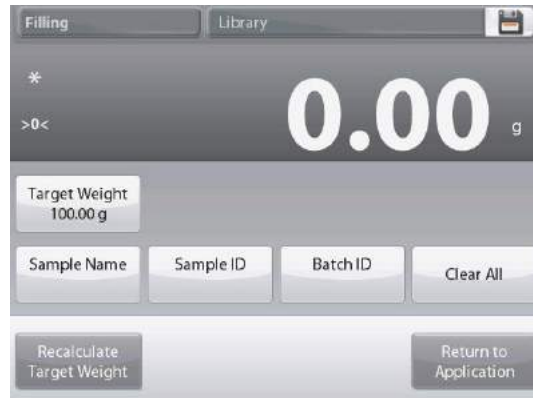 Filling
Library
*
>0<
0.00 g
Target Weight
100.00 g
Sample Name
Sample ID
Batch ID
Clear All
Recalculate
Target Weight
Return to
Application